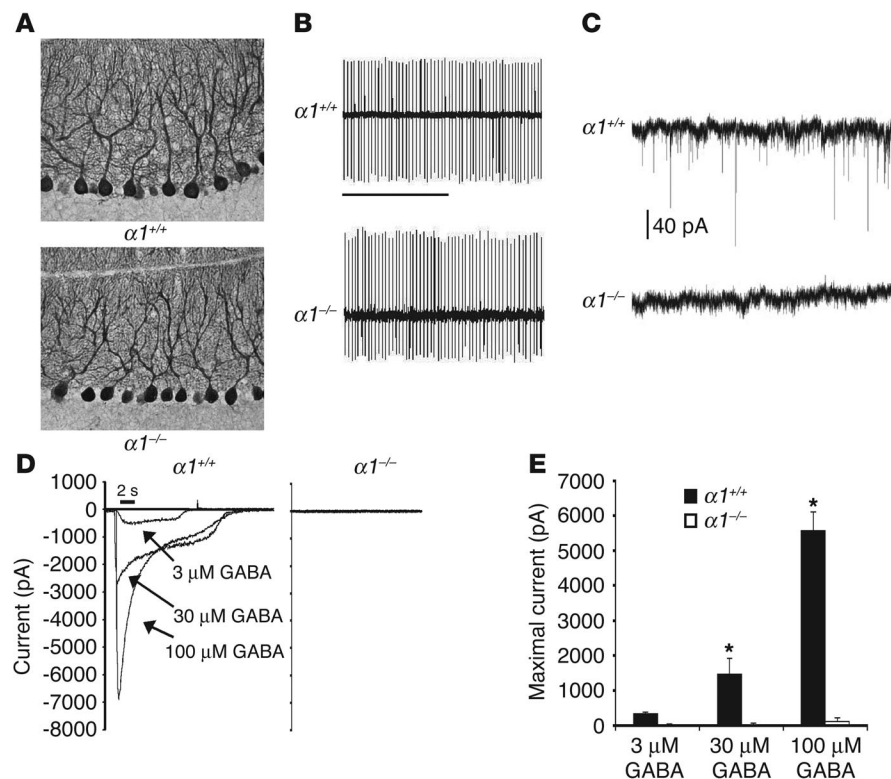 A
α1+/+
α1−/−
B
α1+/+
α1−/−
C
α1+/+
40 pA
α1−/−
D
α1+/+
α1−/−
Current (pA)
1000
0
-1000
-2000
-3000
-4000
-5000
-6000
-7000
-8000
2 s
3 μM GABA
30 μM GABA
100 μM GABA
E
Maximal current (pA)
7000
6000
5000
4000
3000
2000
1000
0
α1+/+
α1−/−
*
*
3 μM
GABA
30 μM
GABA
100 μM
GABA